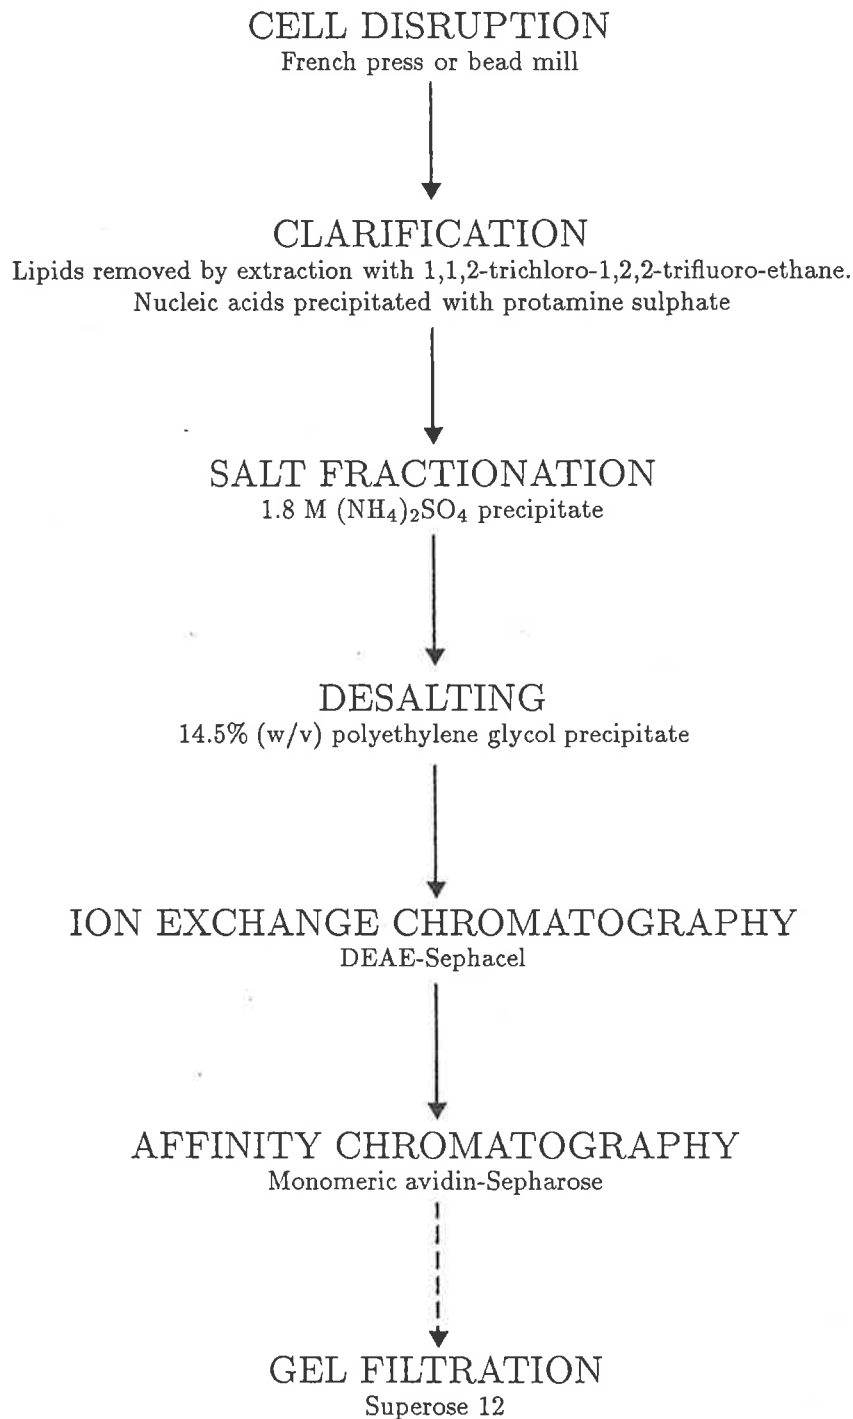 CELL DISRUPTION
French press or bead mill
CLARIFICATION
Lipids removed by extraction with 1,1,2-trichloro-1,2,2-trifluoro-ethane.
Nucleic acids precipitated with protamine sulphate
SALT FRACTIONATION
1.8 M (NH₄)₂SO₄ precipitate
DESALTING
14.5% (w/v) polyethylene glycol precipitate
ION EXCHANGE CHROMATOGRAPHY
DEAE-Sephacel
AFFINITY CHROMATOGRAPHY
Monomeric avidin-Sepharose
GEL FILTRATION
Superose 12